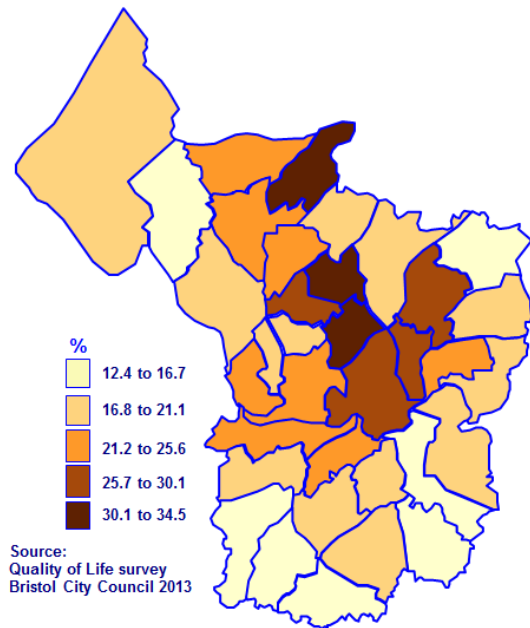 %
12.4 to 16.7
16.8 to 21.1
21.2 to 25.6
25.7 to 30.1
30.1 to 34.5
Source:
Quality of Life survey
Bristol City Council 2013